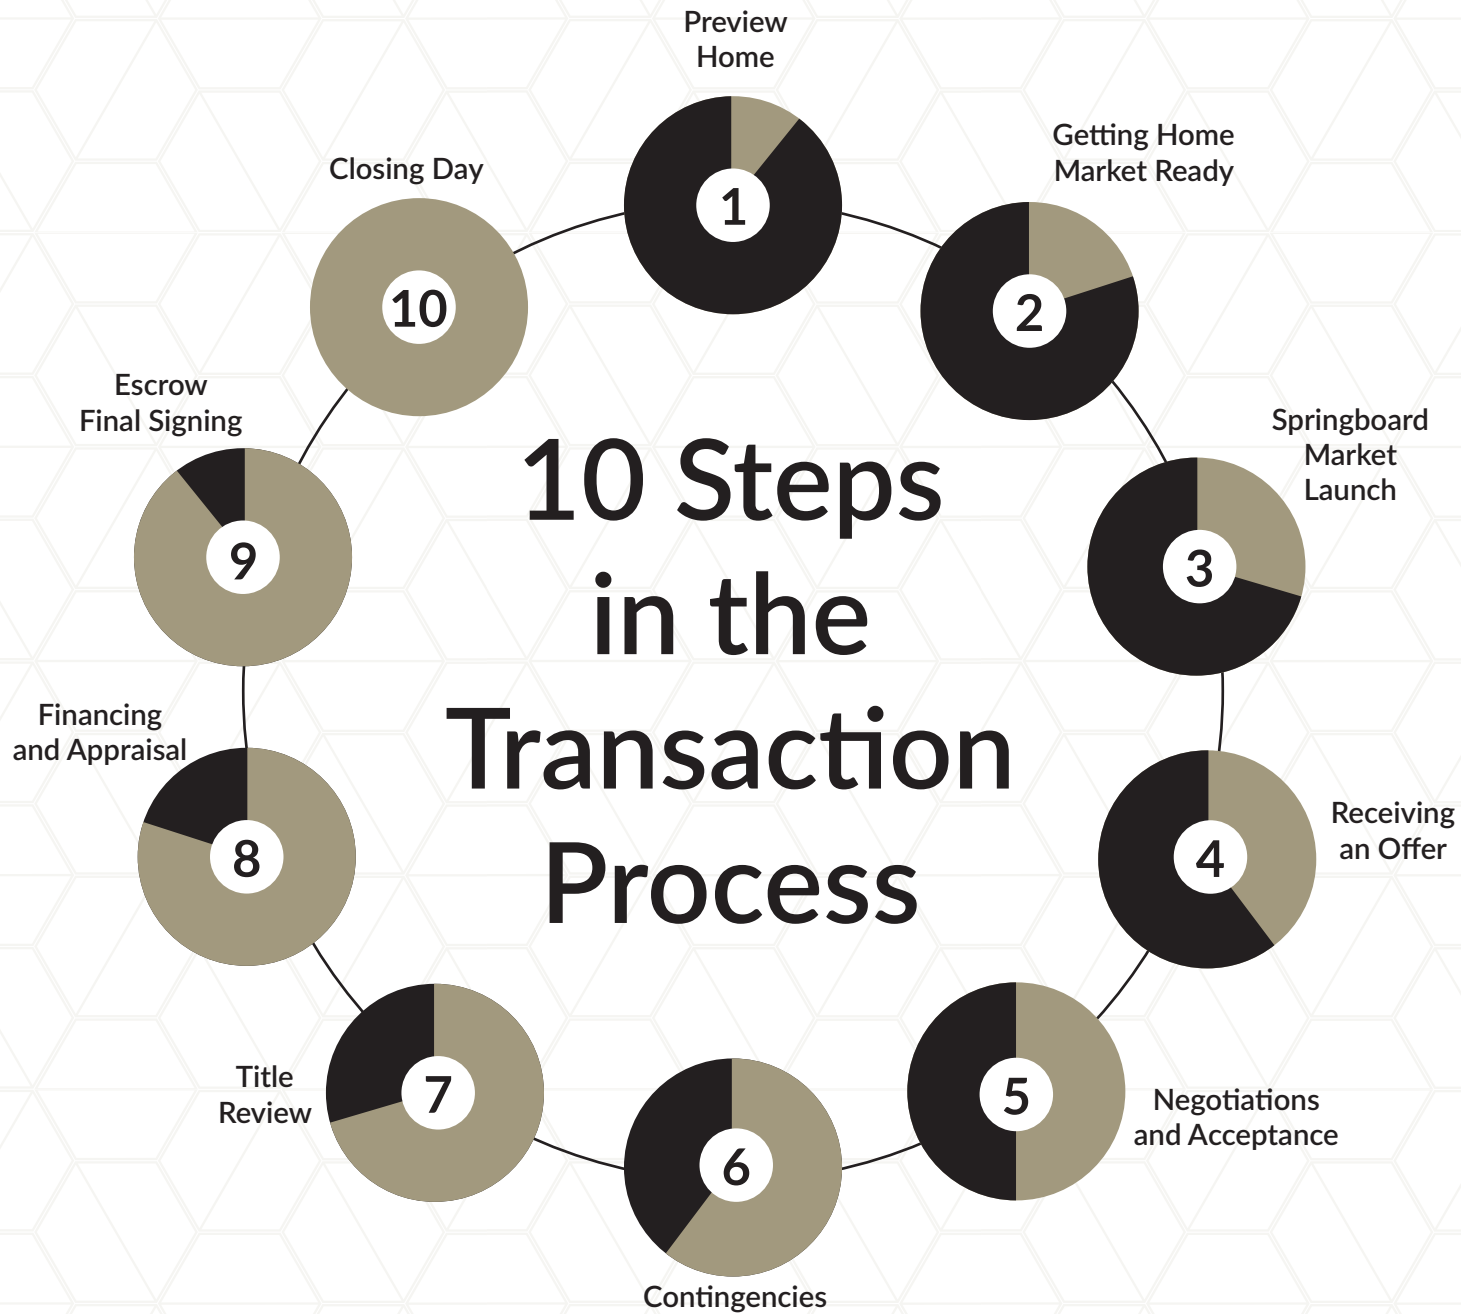 10 Steps
in the
Transaction
Process
Preview
Home
1
Getting Home
Market Ready
2
Springboard
Market
Launch
3
Receiving
an Offer
4
Negotiations
and Acceptance
5
6
Contingencies
Title
Review
7
Financing
and Appraisal
8
Escrow
Final Signing
9
Closing Day
10